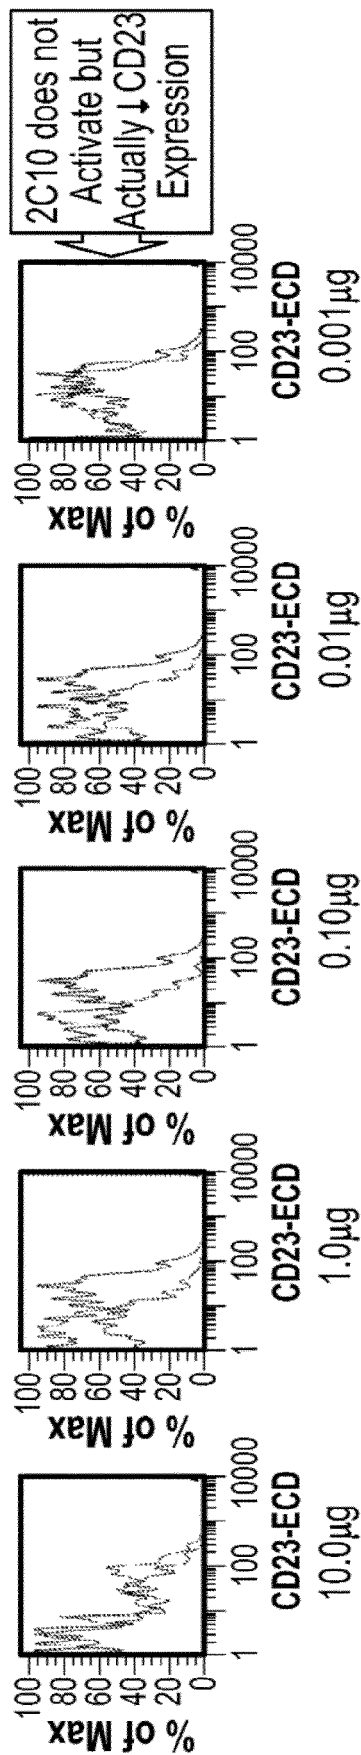 100
80
60
40
20
0
% of Max
1
100
10000
CD23-ECD
10.0µg
100
80
60
40
20
0
% of Max
1
100
10000
CD23-ECD
1.0µg
100
80
60
40
20
0
% of Max
1
100
10000
CD23-ECD
0.10µg
100
80
60
40
20
0
% of Max
1
100
10000
CD23-ECD
0.01µg
100
80
60
40
20
0
% of Max
1
100
10000
CD23-ECD
0.001µg
2C10 does not
Activate but
Actually ↓ CD23
Expression